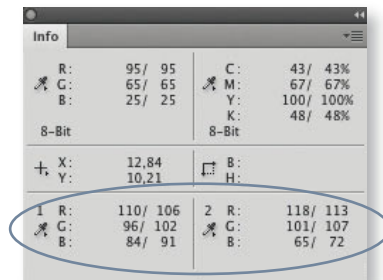 Info
R: 95/ 95 C: 43/ 43%
G: 65/ 65 M: 67/ 67%
B: 25/ 25 Y: 100/ 100%
K: 48/ 48%
8-Bit 8-Bit
X: 12,84 B:
Y: 10,21 H:
1 R: 110/ 106 2 R: 118/ 113
G: 96/ 102 G: 101/ 107
B: 84/ 91 B: 65/ 72